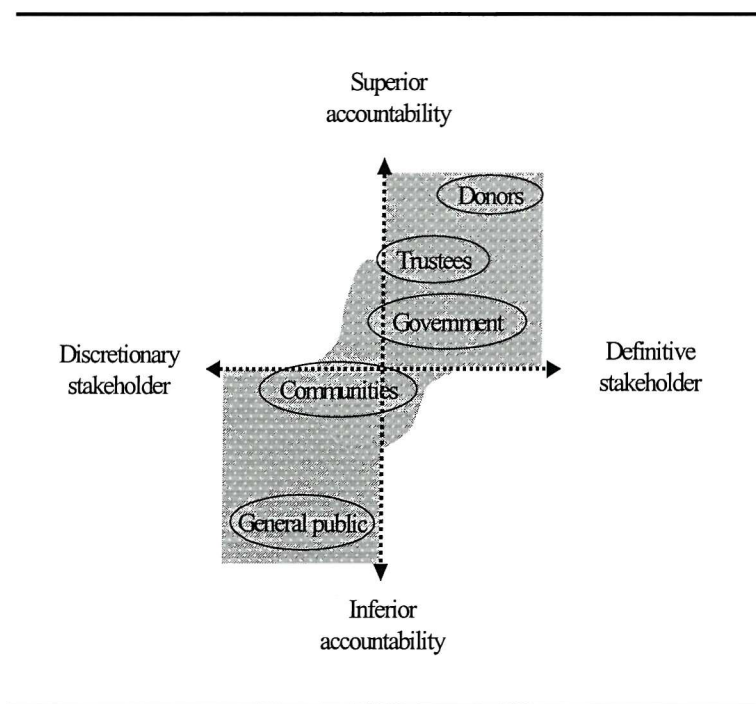 Superior
accountability
Donors
Trustees
Government
Discretionary
stakeholder
Definitive
stakeholder
Communities
General public
Inferior
accountability